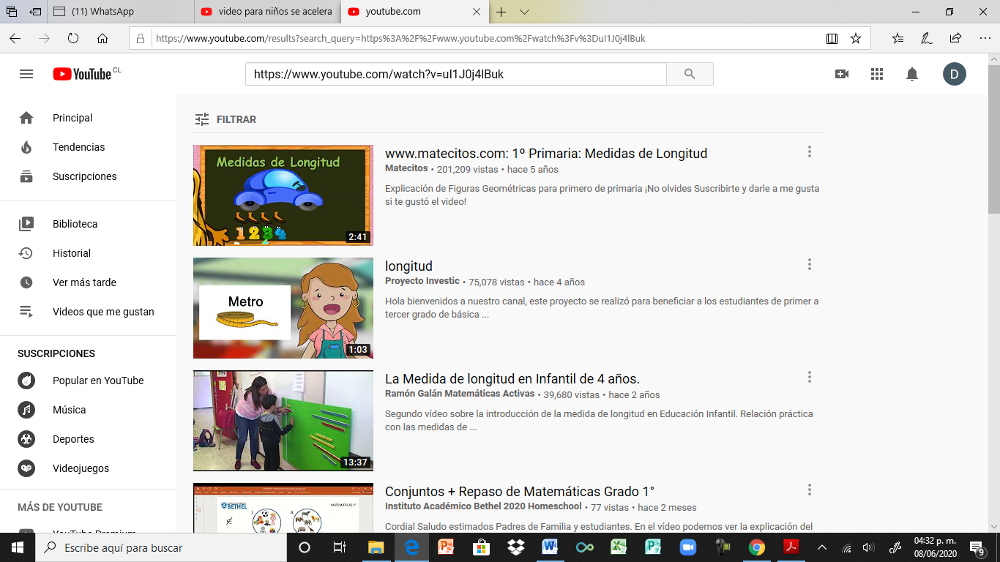 (11) WhatsApp
video para niños se acelera
youtube.com
https://www.youtube.com/results?search_query=https%3A%2F%2Fwww.youtube.com%2Fwatch%3Fv%3DuI1J0j4lBuk
YouTube CL
https://www.youtube.com/watch?v=uI1J0j4lBuk
D
Principal
Tendencias
Suscripciones
Biblioteca
Historial
Ver más tarde
Videos que me gustan
SUSCRIPCIONES
Popular en YouTube
Música
Deportes
Videojuegos
MÁS DE YOUTUBE
YouTube Premium
FILTRAR
Medidas de Longitud
1 2 3 4
2:41
www.matecitos.com: 1º Primaria: Medidas de Longitud
Matecitos • 201,209 vistas • hace 5 años
Explicación de Figuras Geométricas para primero de primaria ¡No olvides Suscribirte y darle a me gusta
si te gustó el video!
Metro
1:03
longitud
Proyecto Investic • 75,078 vistas • hace 4 años
Hola bienvenidos a nuestro canal, este proyecto se realizó para beneficiar a los estudiantes de primer a
tercer grado de básica ...
13:37
La Medida de longitud en Infantil de 4 años.
Ramón Galán Matemáticas Activas • 39,680 vistas • hace 2 años
Segundo vídeo sobre la introducción de la medida de longitud en Educación Infantil. Relación práctica
con las medidas de ...
BETHEL
MATEMÁTICAS 1°
Conjuntos + Repaso de Matemáticas Grado 1°
Instituto Académico Bethel 2020 Homeschool • 77 vistas • hace 2 meses
Cordial Saludo estimados Padres de Familia y estudiantes. En el vídeo podemos ver la explicación del
Escribe aquí para buscar
04:32 p. m.
08/06/2020
9